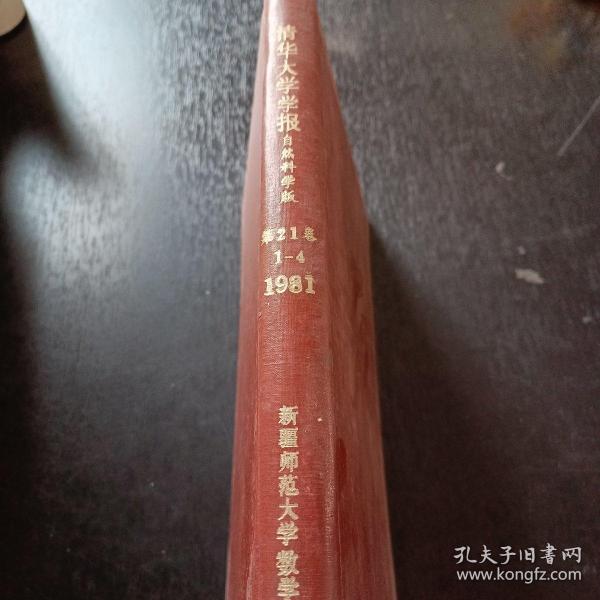 清华大学学报
自然科学版
第21卷
1-4
1981
新疆师范大学数学
孔夫子旧书网
www.kongfz.com